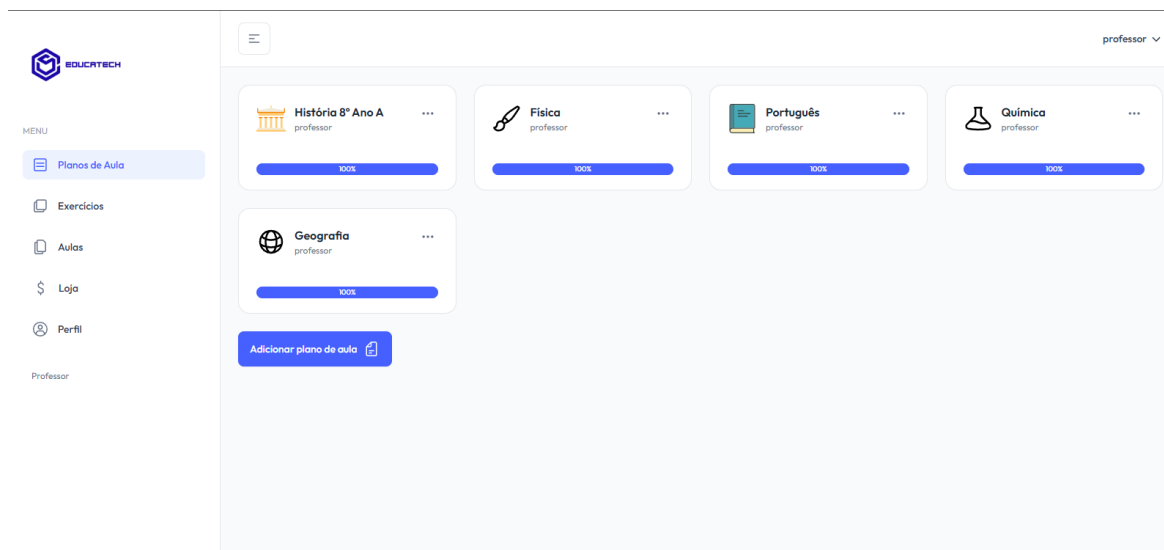 EDUCATECH
professor
MENU
Planos de Aula
Exercícios
Aulas
Loja
Perfil
Professor
História 8º Ano A
professor
100%
Física
professor
100%
Português
professor
100%
Química
professor
100%
Geografia
professor
100%
Adicionar plano de aula